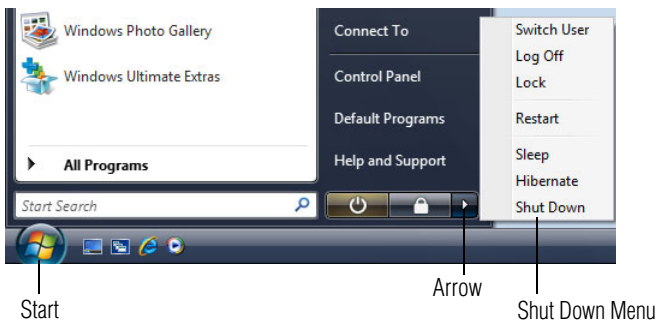 Windows Photo Gallery
Windows Ultimate Extras
All Programs
Start Search
Connect To
Control Panel
Default Programs
Help and Support
Switch User
Log Off
Lock
Restart
Sleep
Hibernate
Shut Down
Start
Arrow
Shut Down Menu